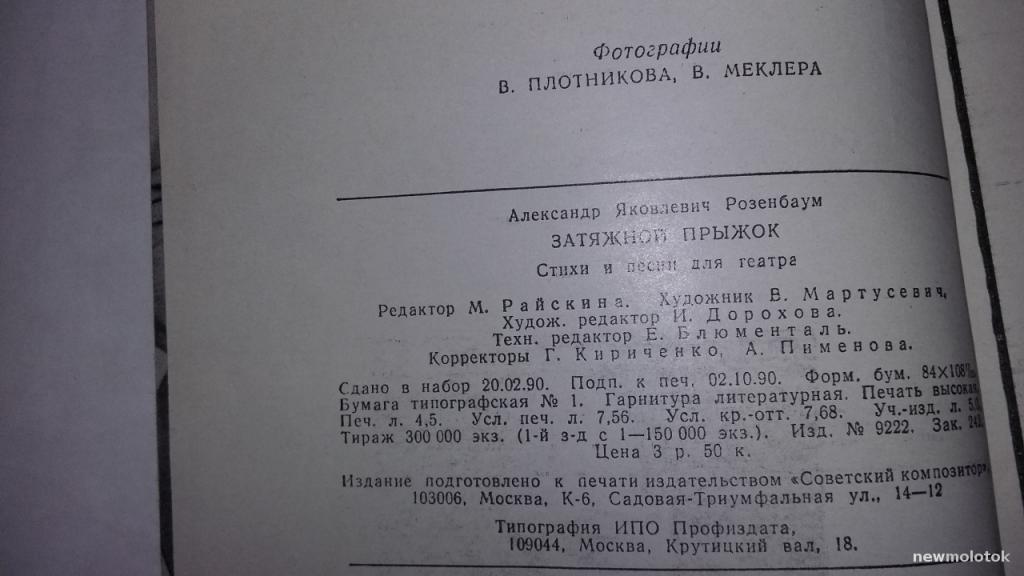 Фотографии
В. ПЛОТНИКОВА, В. МЕКЛЕРА
Александр Яковлевич Розенбаум
ЗАТЯЖНОЙ ПРЫЖОК
Стихи и песни для театра
Редактор М. Райскина. Художник В. Мартусевич,
Худож. редактор И. Дорохова.
Техн. редактор Е. Блюменталь.
Корректоры Г. Кириченко, А. Пименова.
Сдано в набор 20.02.90. Подп. к печ. 02.10.90. Форм. бум.
Бумага типографская № 1. Гарнитура литературная. Печать
Печ. л. 4,5. Усл. печ. л. 7,56. Усл. кр.-отт. 7,68. Уч.-изд. л.
Тираж 300 000 экз. (1-й з-д с 1—150 000 экз.). Изд. № 9222. Зак.
Цена 3 р. 50 к.
Издание подготовлено к печати издательством «Советский композитор»,
103006, Москва, К-6, Садовая-Триумфальная ул., 14—12
Типография ИПО Профиздата,
109044, Москва, Крутицкий вал, 18.
newmolotok